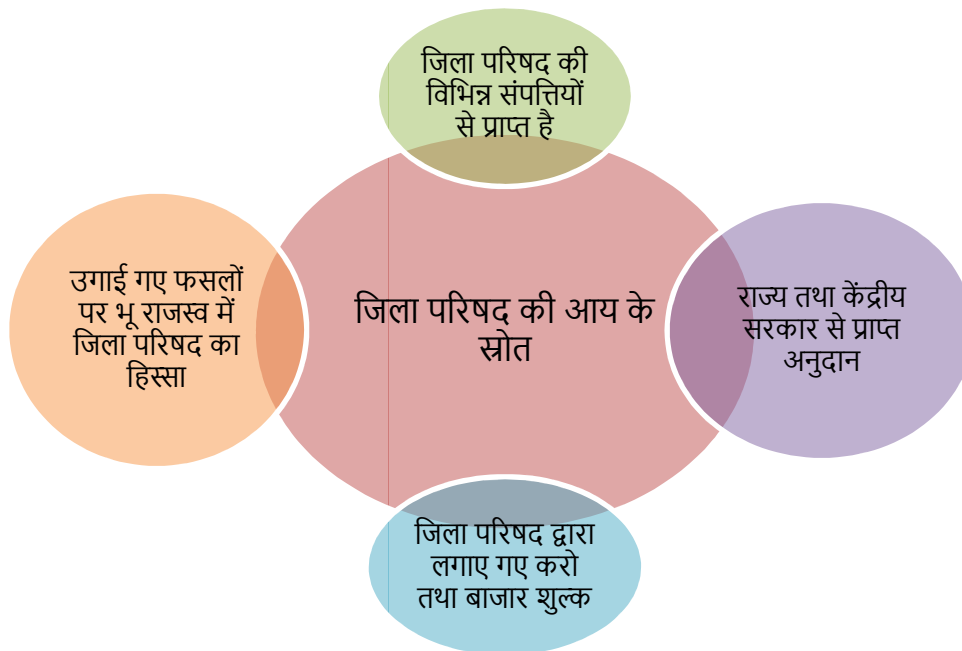 जिला परिषद की
विभिन्न संपत्तियों
से प्राप्त है
उगाई गए फसलों
पर भू राजस्व में
जिला परिषद का
हिस्सा
जिला परिषद की आय के
स्रोत
राज्य तथा केंद्रीय
सरकार से प्राप्त
अनुदान
जिला परिषद द्वारा
लगाए गए करो
तथा बाजार शुल्क